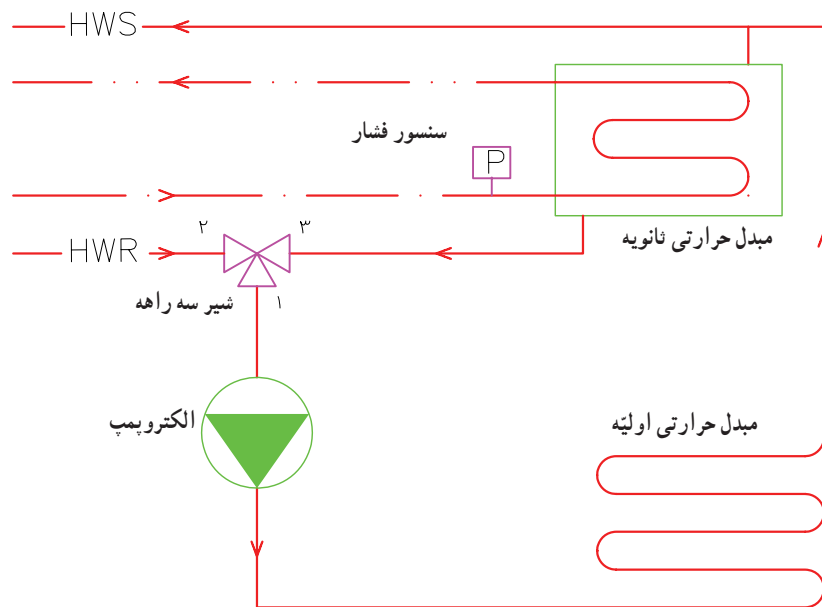 HWS
سنسور فشار
P
۲
۳
HWR
مبدل حرارتی ثانویه
شیر سه راهه
۱
الکتروپمپ
مبدل حرارتی اولیّه